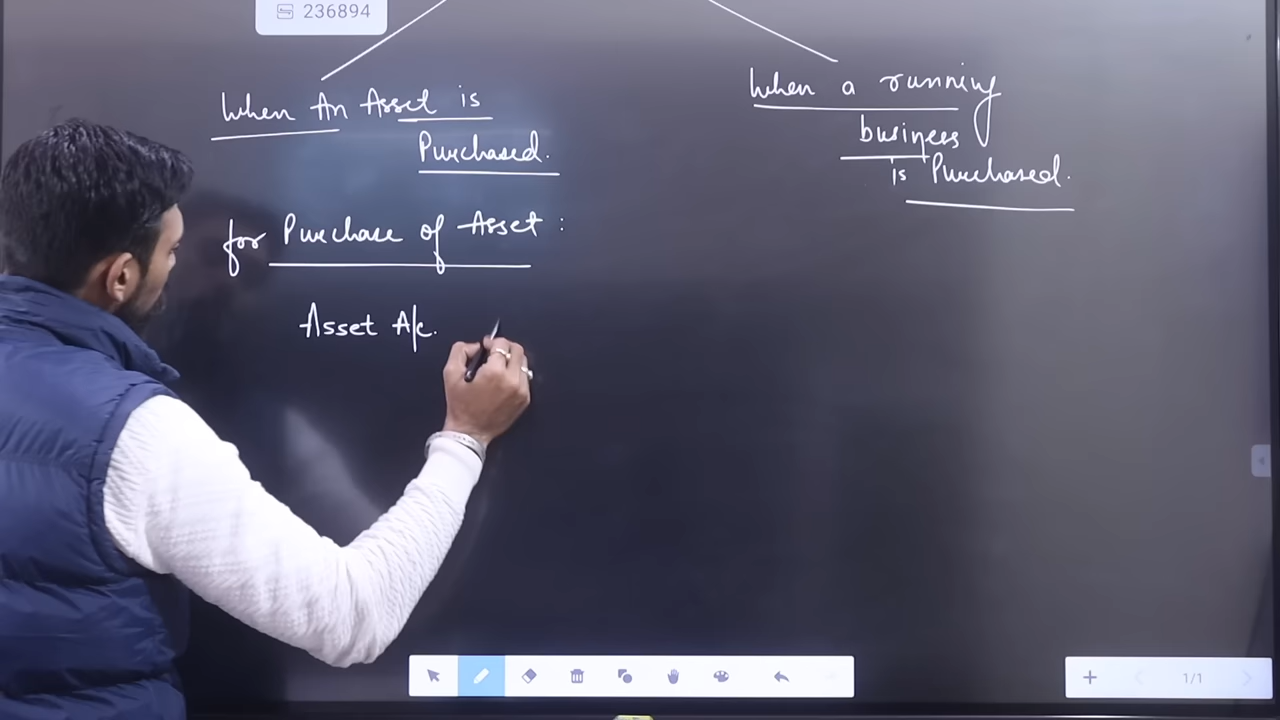 236894
When An Asset is
Purchased.
for Purchase of Asset :
Asset A/c.
When a running
business
is Purchased.
1/1